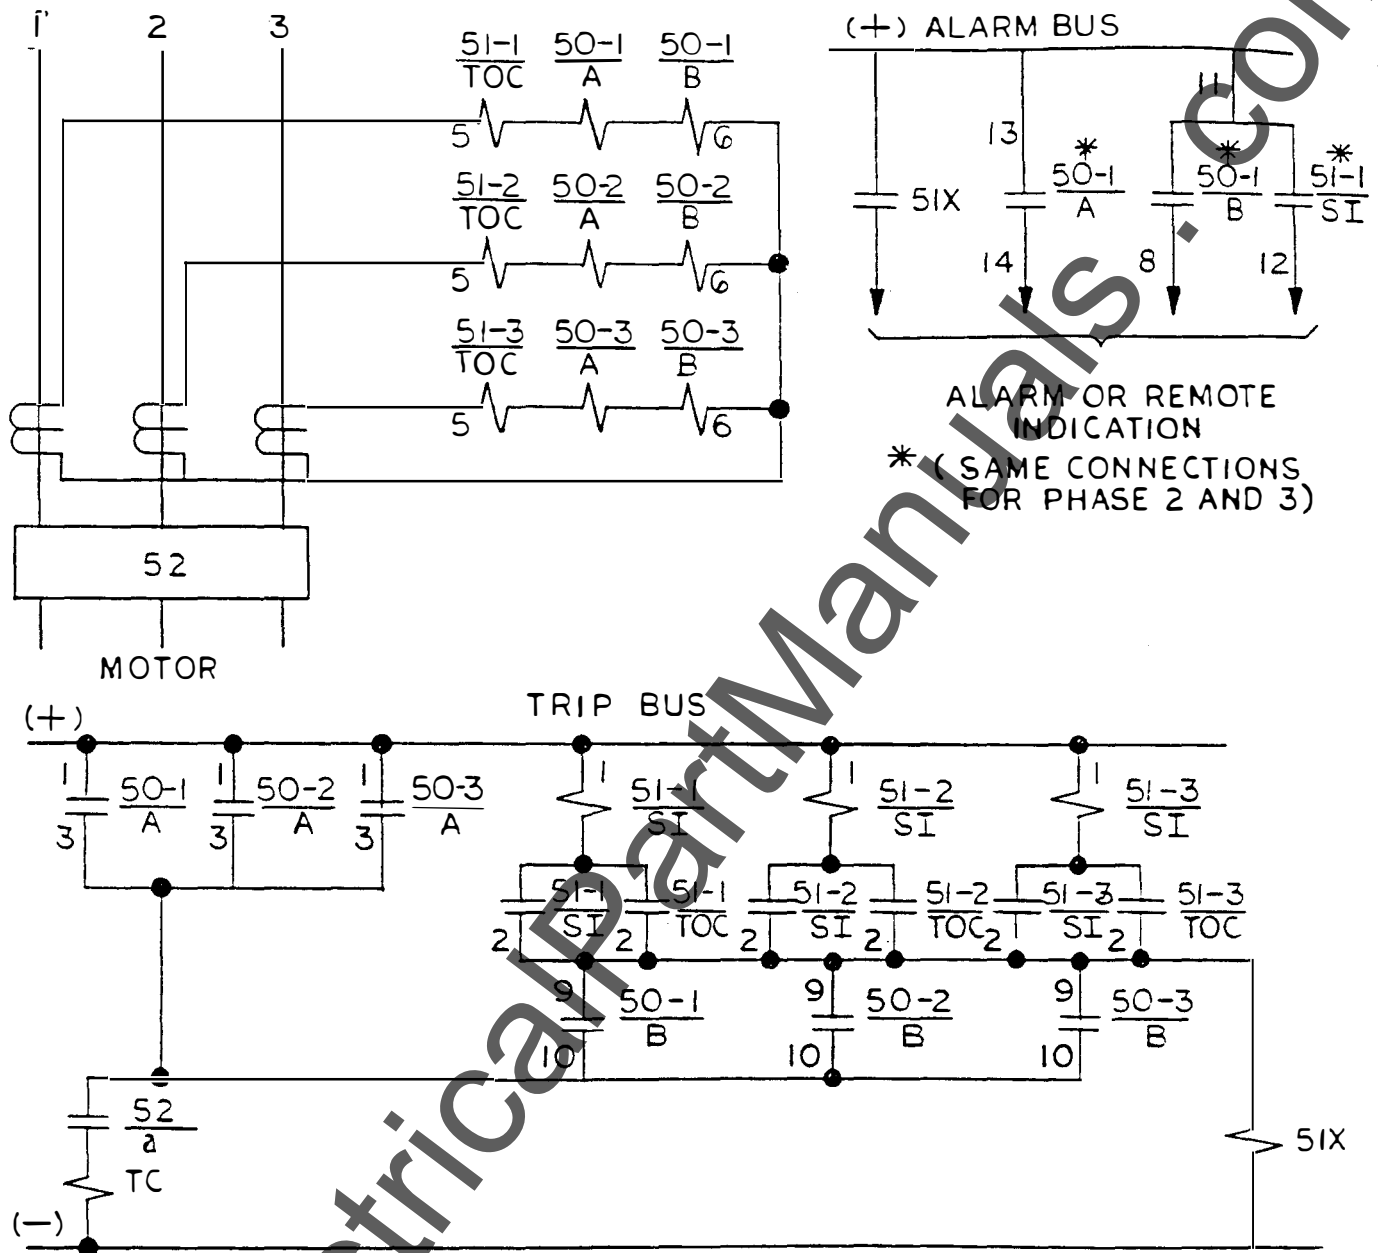 1 2 3
51-1 50-1 50-1
TOC A B
5 6
51-2 50-2 50-2
TOC A B
5 6
51-3 50-3 50-3
TOC A B
5 6
52
MOTOR
(+) ALARM BUS
11
13
51X
* 50-1
A
* 50-1
B
* 51-1
SI
14 8 12
ALARM OR REMOTE
INDICATION
* (SAME CONNECTIONS
FOR PHASE 2 AND 3)
TRIP BUS
(+)
1 1 1 1 1 1
50-1 50-2 50-3 51-1 51-2 51-3
A A A SI SI SI
3 3 3
51-1 51-1 51-2 51-2 51-3 51-3
SI TOC SI TOC SI TOC
2 2 2 2 2 2
9 50-1 9 50-2 9 50-3
B B B
10 10 10
52
a
TC
51X
(-)
tricalPartManuals . co